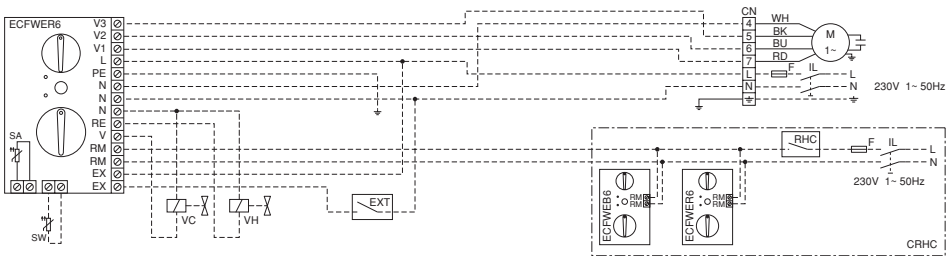 ECFWER6
V3
V2
V1
L
PE
N
N
N
RE
V
RM
RM
EX
EX
SA
SW
VC
VH
EXT
CN
4
5
6
7
L
N
WH
BK
BU
RD
M
1~
F
IL
L
N
230V 1~ 50Hz
RHC
F
IL
L
N
230V 1~ 50Hz
ECFWEB6
RM
RM
ECFWER6
RM
RM
CRHC